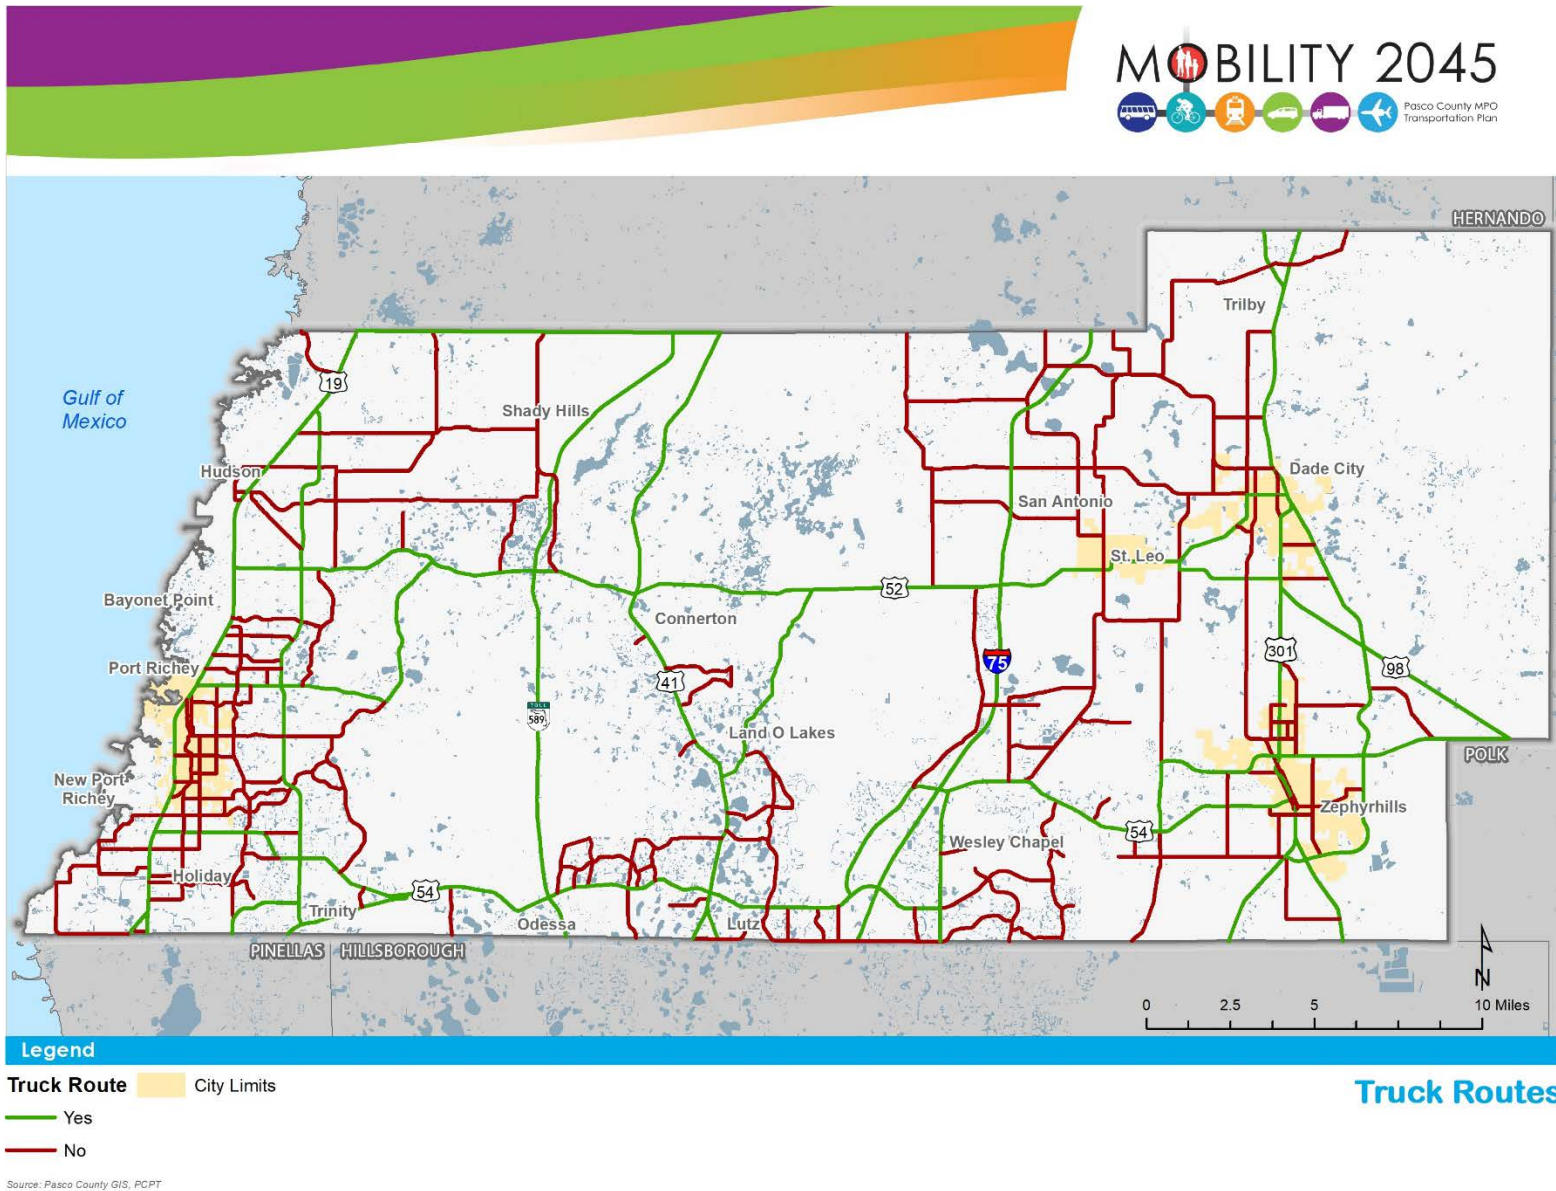 MOBILITY 2045
Pasco County MPO
Transportation Plan
HERNANDO
Trilby
19
Gulf of
Mexico
Shady Hills
Hudson
Dade City
San Antonio
St. Leo
52
Bayonet Point
Connerton
301
75
98
Port Richey
41
TOLL
589
Land O Lakes
POLK
New Port
Richey
Zephyrhills
54
Wesley Chapel
Holiday
54
Trinity
Odessa
Lutz
PINELLAS
HILLSBOROUGH
N
0 2.5 5 10 Miles
Legend
Truck Route
City Limits
Yes
No
Truck Routes
Source: Pasco County GIS, PCPT